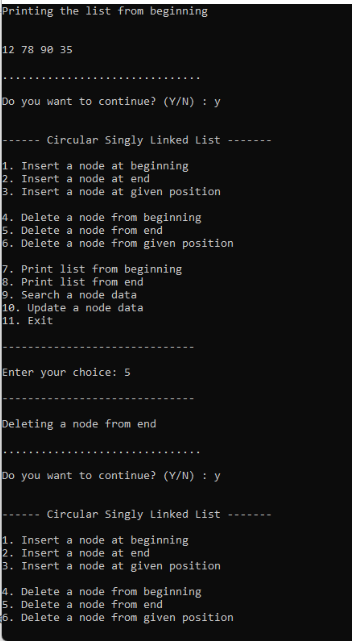 Printing the list from beginning
12 78 90 35
...............................
Do you want to continue? (Y/N) : y
------ Circular Singly Linked List -------
1. Insert a node at beginning
2. Insert a node at end
3. Insert a node at given position
4. Delete a node from beginning
5. Delete a node from end
6. Delete a node from given position
7. Print list from beginning
8. Print list from end
9. Search a node data
10. Update a node data
11. Exit
------------------------------
Enter your choice: 5
------------------------------
Deleting a node from end
...............................
Do you want to continue? (Y/N) : y
------ Circular Singly Linked List -------
1. Insert a node at beginning
2. Insert a node at end
3. Insert a node at given position
4. Delete a node from beginning
5. Delete a node from end
6. Delete a node from given position